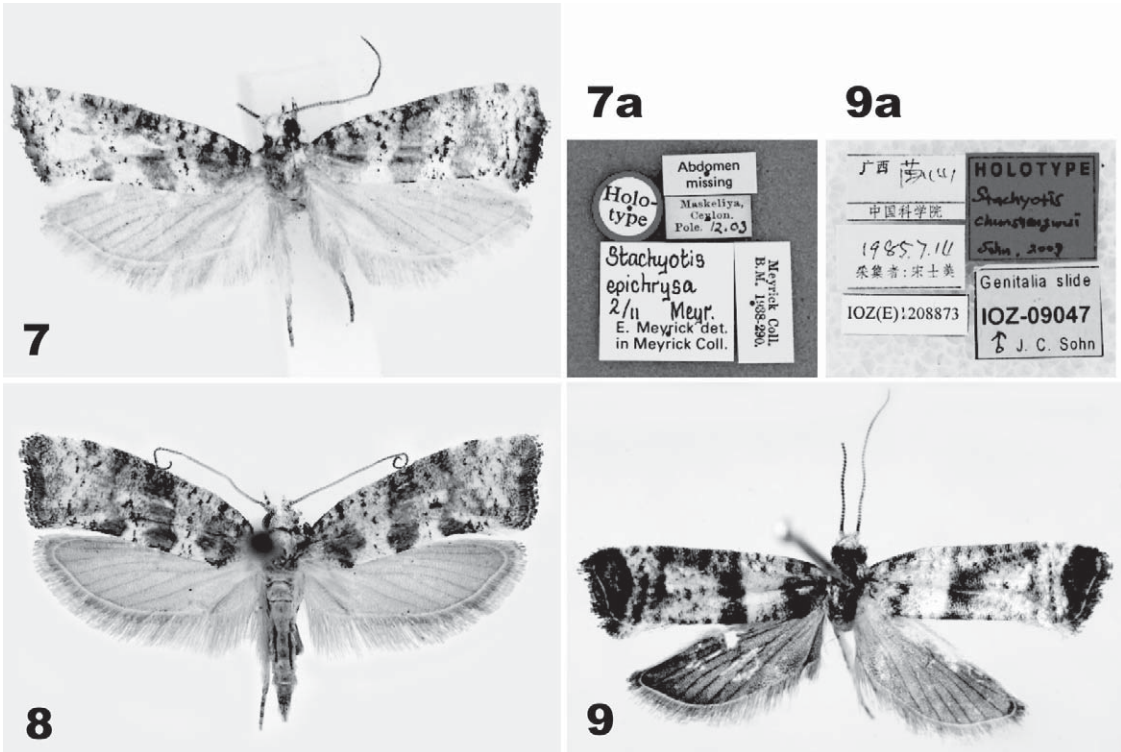 7
7a
Holo-
type
Abdomen
missing
Maskeliya,
Ceylon.
Pole. 12.03
Stachyotis
epichrysa
2/11 Meyr.
E. Meyrick det.
in Meyrick Coll.
Meyrick Coll.
B.M. 1938-290.
9a
广西
中国科学院
1985.7.
采集者:宋士美
IOZ(E)1208873
HOLOTYPE
Stachyotis
Sohn, 2009
Genitalia slide
IOZ-09047
J. C. Sohn
8
9